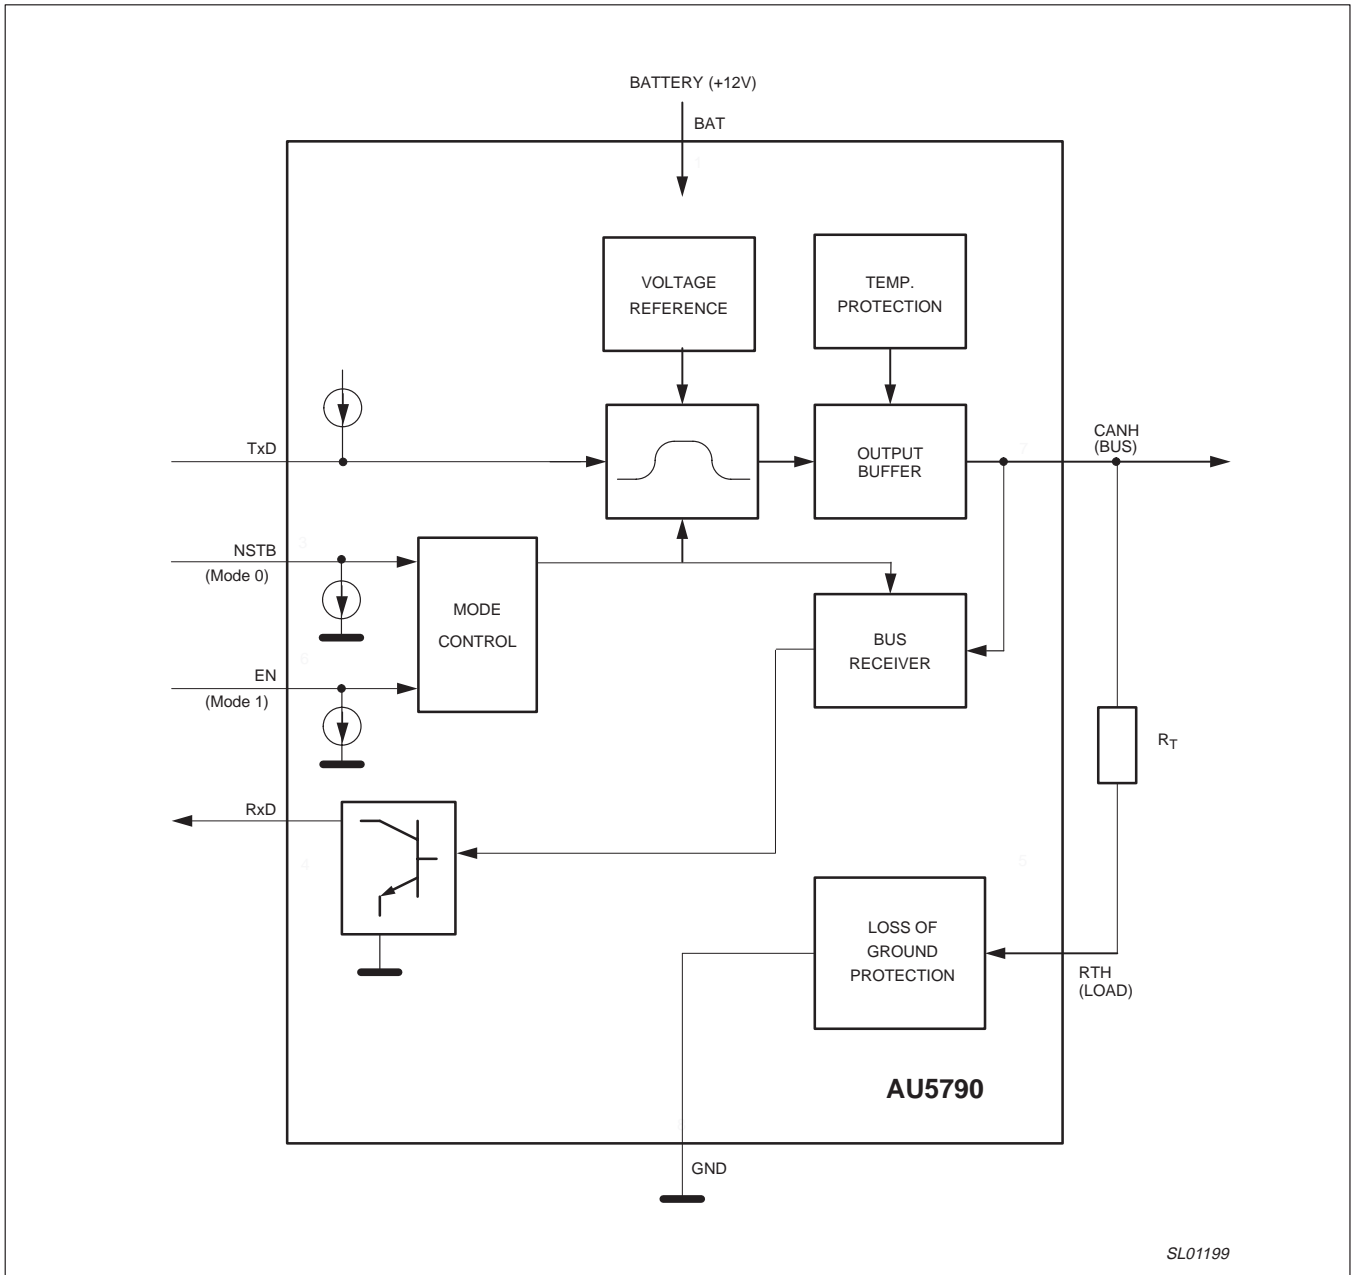 BATTERY (+12V)
BAT
1
VOLTAGE
REFERENCE
TEMP.
PROTECTION
TxD
OUTPUT
BUFFER
7
CANH
(BUS)
3
NSTB
(Mode 0)
MODE
CONTROL
BUS
RECEIVER
6
EN
(Mode 1)
RT
RxD
4
5
LOSS OF
GROUND
PROTECTION
RTH
(LOAD)
AU5790
GND
SL01199